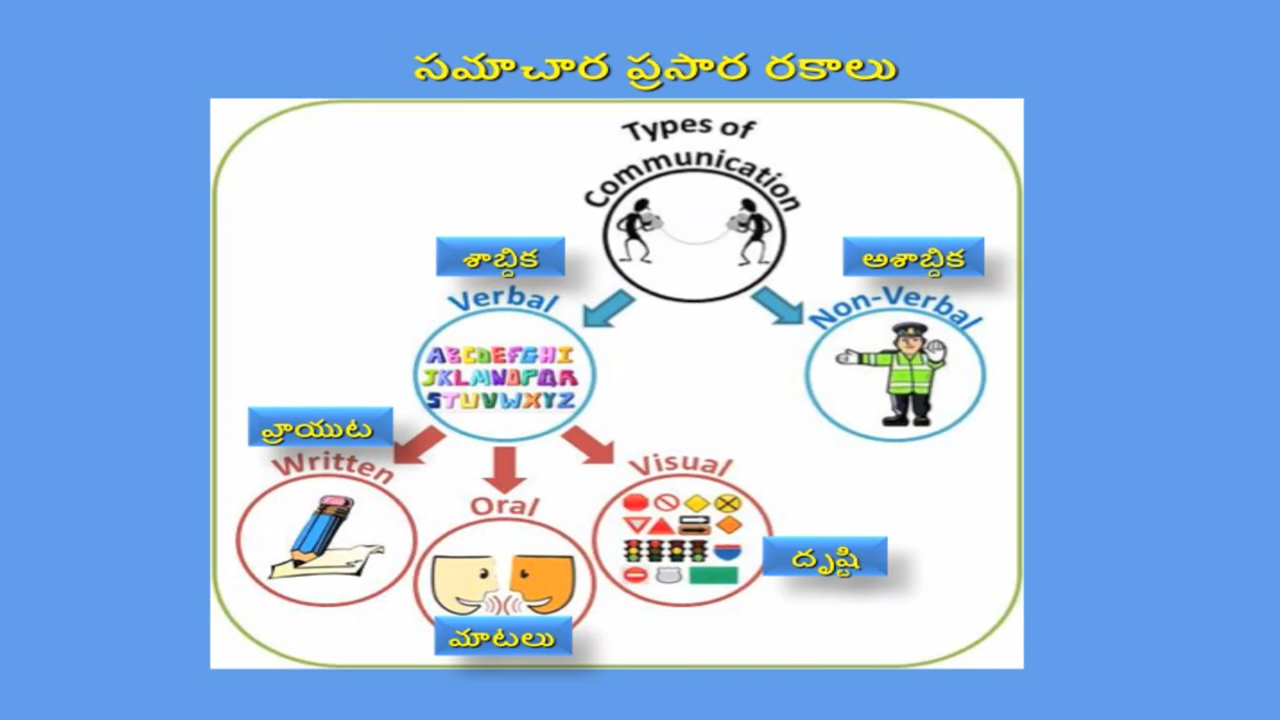 సమాచార ప్రసార రకాలు
Types of
Communication
శాబ్దిక
అశాబ్దిక
Verbal
Non-Verbal
ABCDEFGHI
JKLMNOPQR
STUVWXYZ
వ్రాయుట
Written
Oral
Visual
దృష్టి
మాటలు